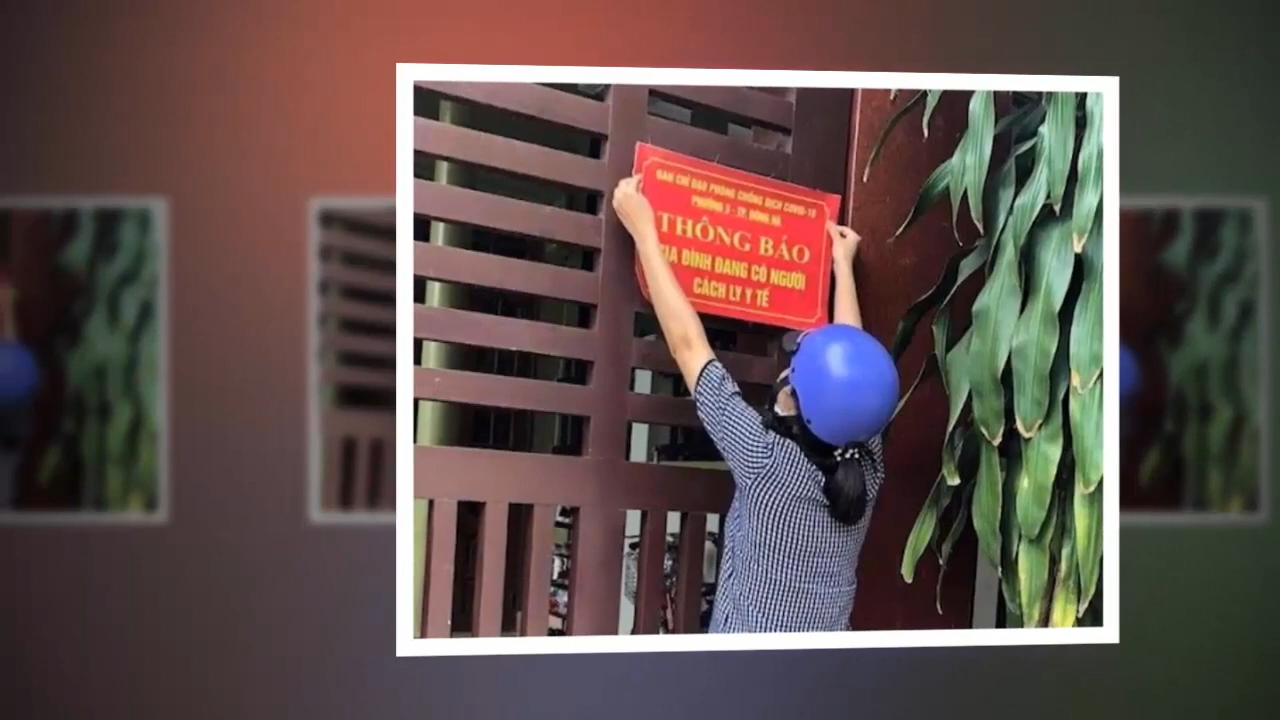 BAN CHỈ ĐẠO PHÒNG CHỐNG DỊCH COVID-19
PHƯỜNG 5 - TP. ĐÔNG HÀ
THÔNG BÁO
GIA ĐÌNH ĐANG CÓ NGƯỜI
CÁCH LY Y TẾ